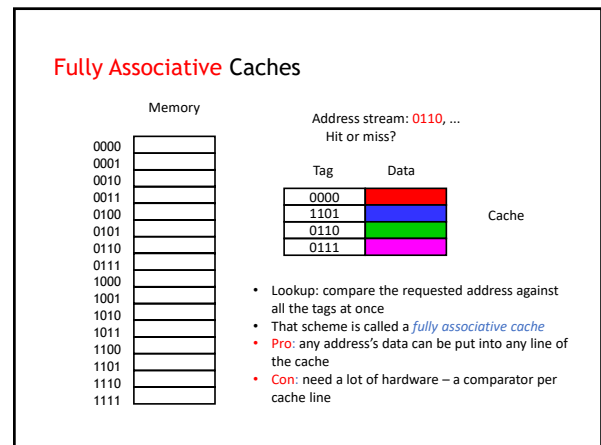 Fully Associative Caches
Memory
0000
0001
0010
0011
0100
0101
0110
0111
1000
1001
1010
1011
1100
1101
1110
1111
Address stream: 0110, ...
Hit or miss?
Tag Data
0000
1101
0110
0111
Cache
• Lookup: compare the requested address against
all the tags at once
• That scheme is called a fully associative cache
• Pro: any address's data can be put into any line of
the cache
• Con: need a lot of hardware – a comparator per
cache line